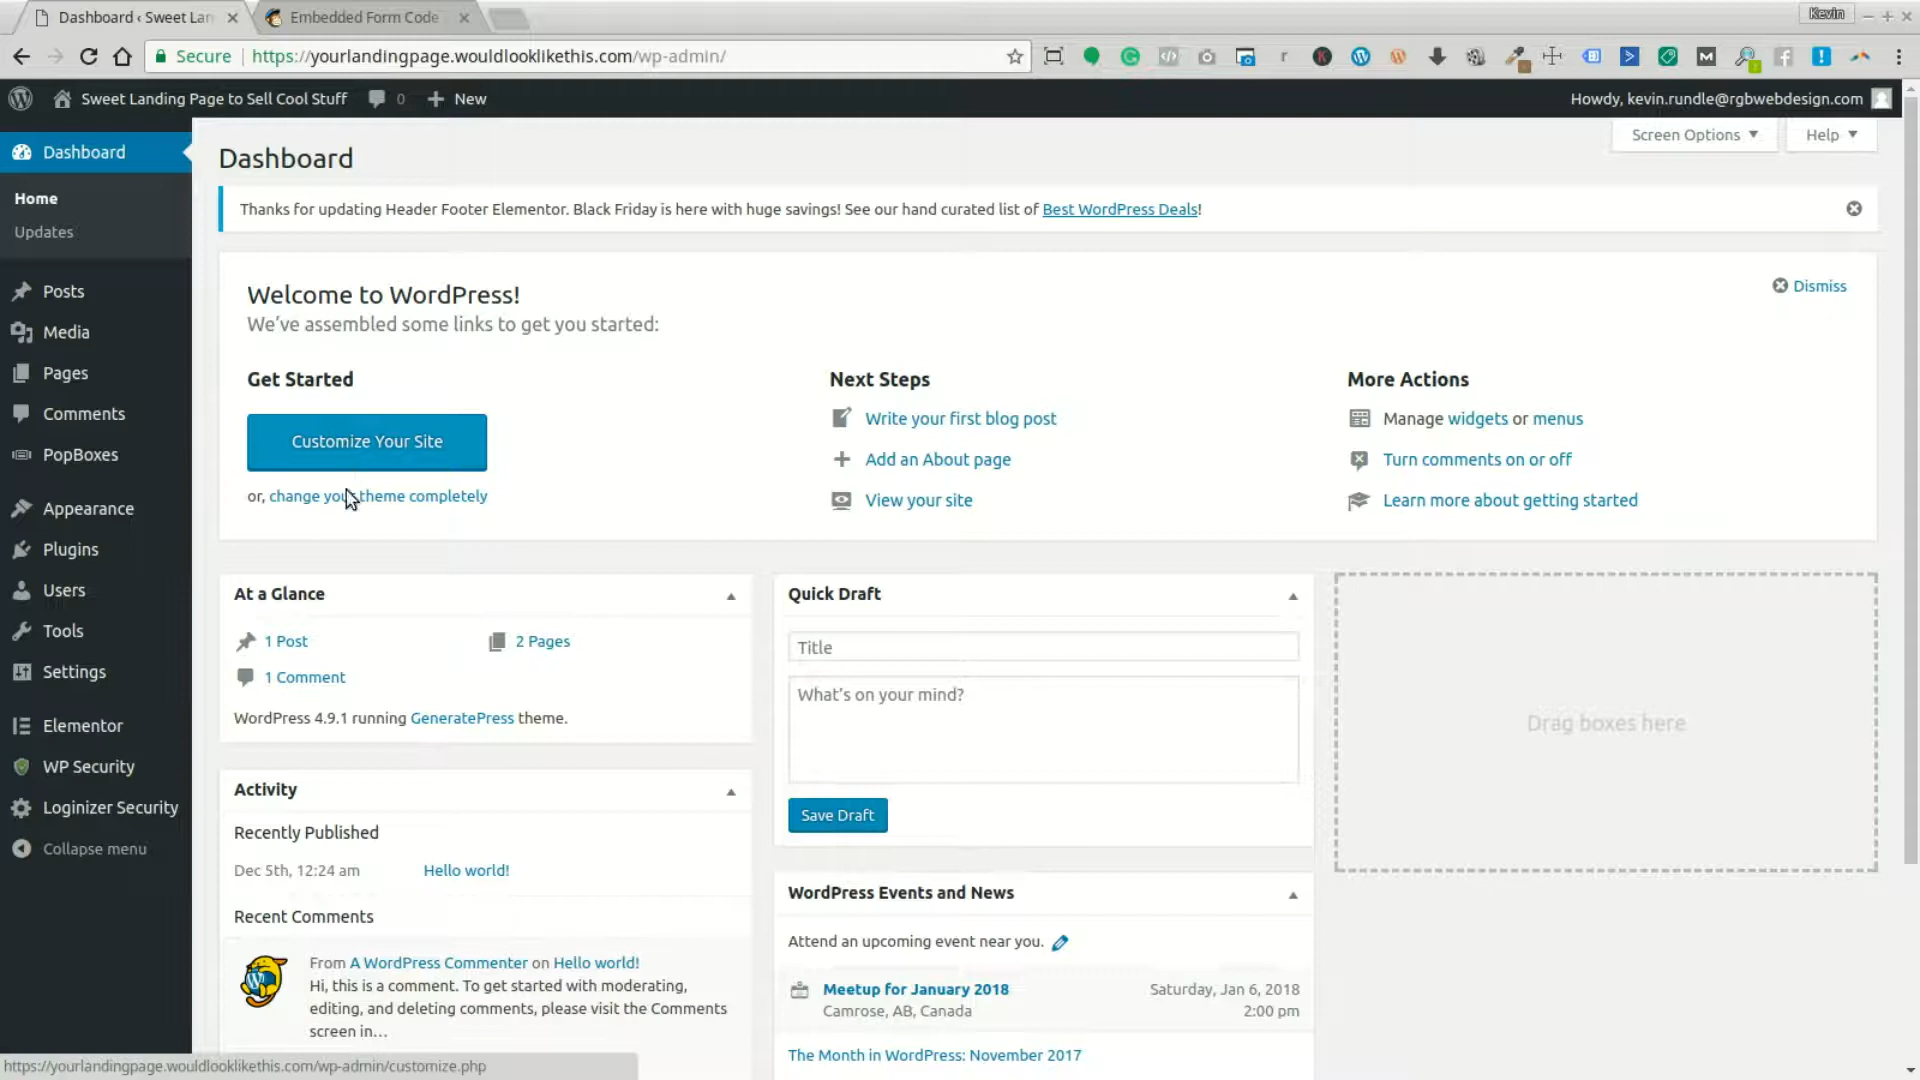 Dashboard ‹ Sweet Lan
Embedded Form Code
Kevin
Secure
https://yourlandingpage.wouldlooklikethis.com/wp-admin/
Sweet Landing Page to Sell Cool Stuff
0
New
Howdy, kevin.rundle@rgbwebdesign.com
Dashboard
Home
Updates
Posts
Media
Pages
Comments
PopBoxes
Appearance
Plugins
Users
Tools
Settings
Elementor
WP Security
Loginizer Security
Collapse menu
Screen Options
Help
Dashboard
Thanks for updating Header Footer Elementor. Black Friday is here with huge savings! See our hand curated list of Best WordPress Deals!
Welcome to WordPress!
We've assembled some links to get you started:
Dismiss
Get Started
Customize Your Site
or, change your theme completely
Next Steps
Write your first blog post
Add an About page
View your site
More Actions
Manage widgets or menus
Turn comments on or off
Learn more about getting started
At a Glance
1 Post
2 Pages
1 Comment
WordPress 4.9.1 running GeneratePress theme.
Activity
Recently Published
Dec 5th, 12:24 am
Hello world!
Recent Comments
From A WordPress Commenter on Hello world!
Hi, this is a comment. To get started with moderating,
editing, and deleting comments, please visit the Comments
screen in…
Quick Draft
Title
What's on your mind?
Save Draft
WordPress Events and News
Attend an upcoming event near you.
Meetup for January 2018
Camrose, AB, Canada
Saturday, Jan 6, 2018
2:00 pm
The Month in WordPress: November 2017
Drag boxes here
https://yourlandingpage.wouldlooklikethis.com/wp-admin/customize.php